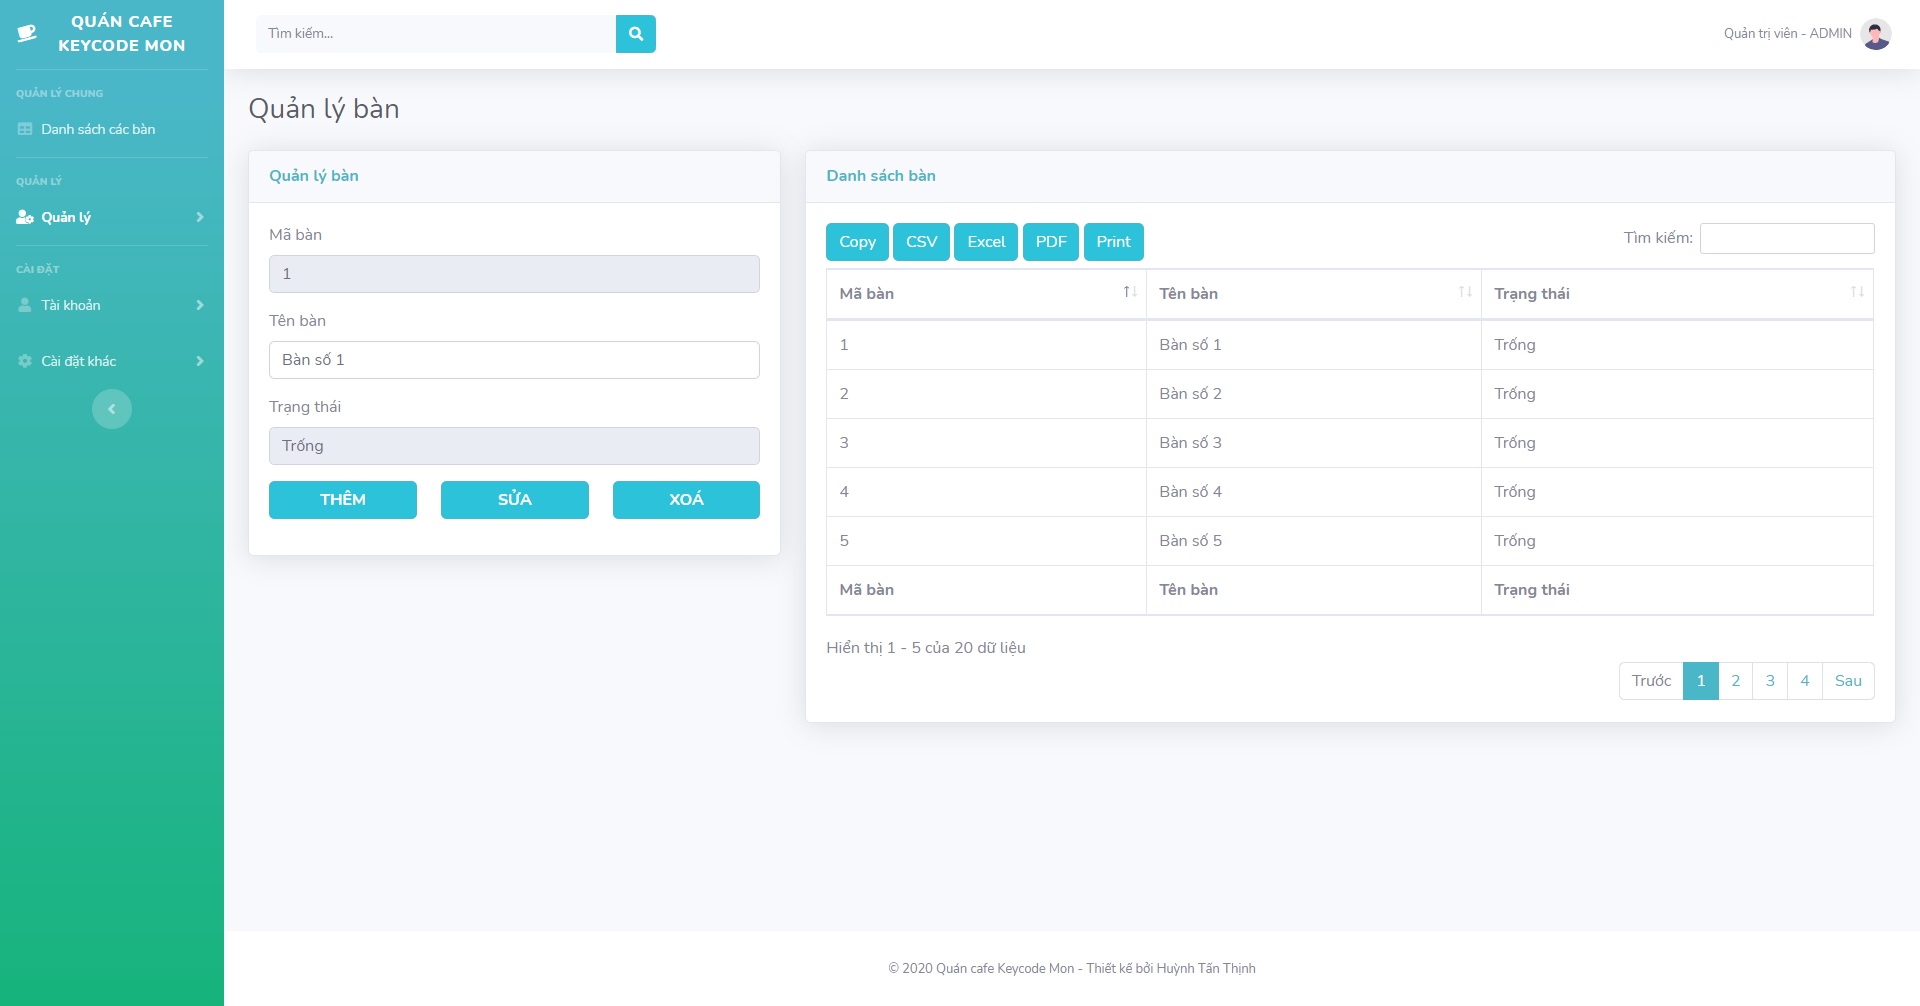 QUÁN CAFE
KEYCODE MON
QUẢN LÝ CHUNG
Danh sách các bàn
QUẢN LÝ
Quản lý
CÀI ĐẶT
Tài khoản
Cài đặt khác
Tìm kiếm...
Quản trị viên - ADMIN
Quản lý bàn
Quản lý bàn
Mã bàn
1
Tên bàn
Bàn số 1
Trạng thái
Trống
THÊM SỬA XOÁ
Danh sách bàn
Copy CSV Excel PDF Print
Tìm kiếm:
Mã bàn Tên bàn Trạng thái
1 Bàn số 1 Trống
2 Bàn số 2 Trống
3 Bàn số 3 Trống
4 Bàn số 4 Trống
5 Bàn số 5 Trống
Mã bàn Tên bàn Trạng thái
Hiển thị 1 - 5 của 20 dữ liệu
Trước 1 2 3 4 Sau
© 2020 Quán cafe Keycode Mon - Thiết kế bởi Huỳnh Tấn Thịnh